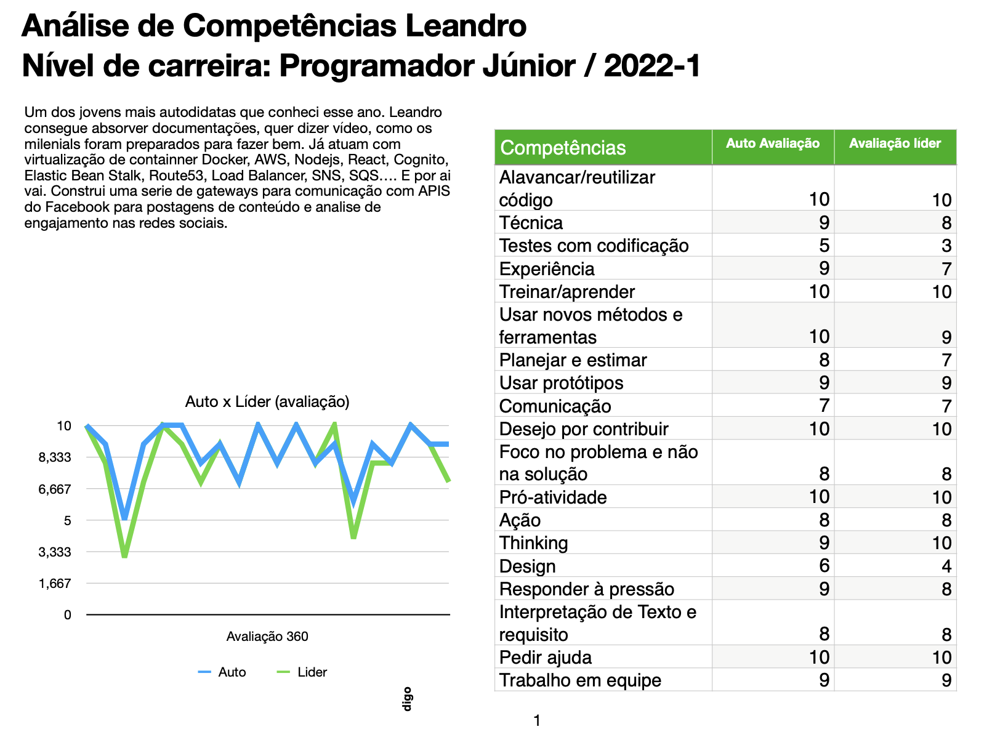 Análise de Competências Leandro
Nível de carreira: Programador Júnior / 2022-1
Um dos jovens mais autodidatas que conheci esse ano. Leandro
consegue absorver documentações, quer dizer vídeo, como os
milenials foram preparados para fazer bem. Já atuam com
virtualização de containner Docker, AWS, Nodejs, React, Cognito,
Elastic Bean Stalk, Route53, Load Balancer, SNS, SQS…. E por ai
vai. Construi uma serie de gateways para comunicação com APIS
do Facebook para postagens de conteúdo e analise de
engajamento nas redes sociais.
Auto x Líder (avaliação)
10
8,333
6,667
5
3,333
1,667
0
Avaliação 360
Auto Lider
digo
Competências Auto Avaliação Avaliação líder
Alavancar/reutilizar
código 10 10
Técnica 9 8
Testes com codificação 5 3
Experiência 9 7
Treinar/aprender 10 10
Usar novos métodos e
ferramentas 10 9
Planejar e estimar 8 7
Usar protótipos 9 9
Comunicação 7 7
Desejo por contribuir 10 10
Foco no problema e não
na solução 8 8
Pró-atividade 10 10
Ação 8 8
Thinking 9 10
Design 6 4
Responder à pressão 9 8
Interpretação de Texto e
requisito 8 8
Pedir ajuda 10 10
Trabalho em equipe 9 9
1